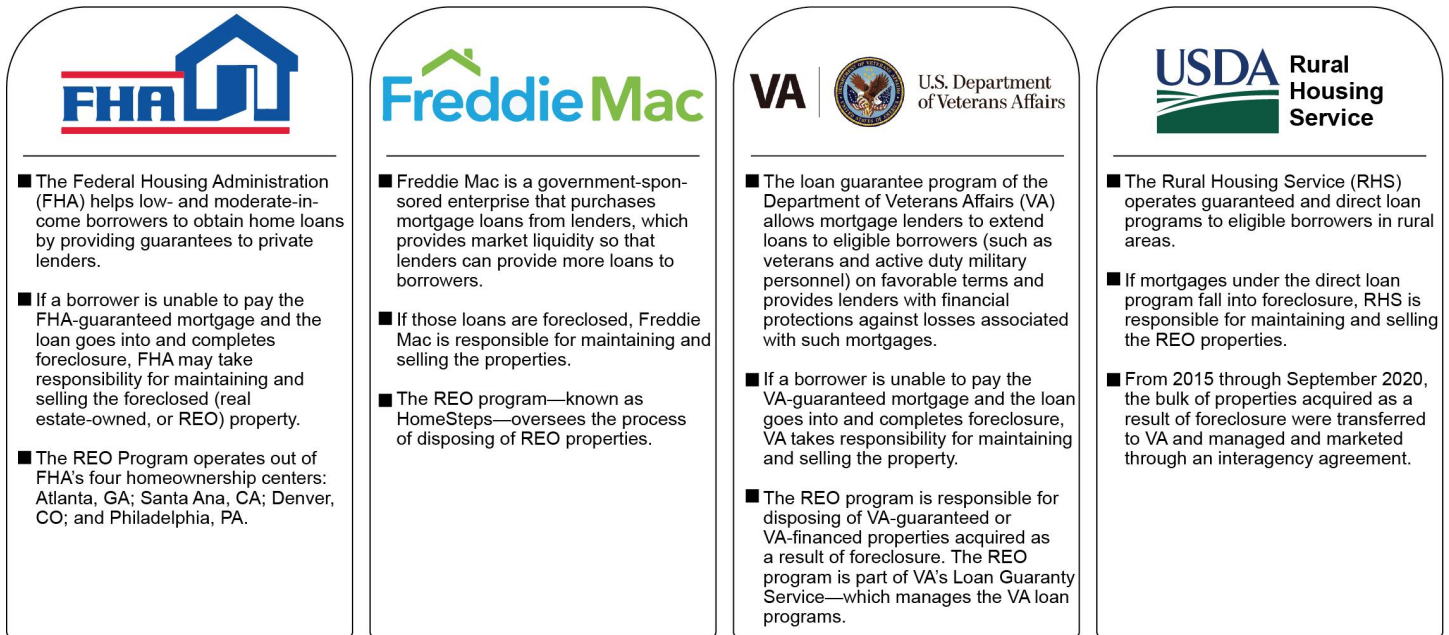 FHA
The Federal Housing Administration
(FHA) helps low- and moderate-in-
come borrowers to obtain home loans
by providing guarantees to private
lenders.
If a borrower is unable to pay the
FHA-guaranteed mortgage and the
loan goes into and completes
foreclosure, FHA may take
responsibility for maintaining and
selling the foreclosed (real
estate-owned, or REO) property.
The REO Program operates out of
FHA’s four homeownership centers:
Atlanta, GA; Santa Ana, CA; Denver,
CO; and Philadelphia, PA.
Freddie Mac
Freddie Mac is a government-spon-
sored enterprise that purchases
mortgage loans from lenders, which
provides market liquidity so that
lenders can provide more loans to
borrowers.
If those loans are foreclosed, Freddie
Mac is responsible for maintaining and
selling the properties.
The REO program—known as
HomeSteps—oversees the process
of disposing of REO properties.
VA
U.S. Department
of Veterans Affairs
The loan guarantee program of the
Department of Veterans Affairs (VA)
allows mortgage lenders to extend
loans to eligible borrowers (such as
veterans and active duty military
personnel) on favorable terms and
provides lenders with financial
protections against losses associated
with such mortgages.
If a borrower is unable to pay the
VA-guaranteed mortgage and the loan
goes into and completes foreclosure,
VA takes responsibility for maintaining
and selling the property.
The REO program is responsible for
disposing of VA-guaranteed or
VA-financed properties acquired as
a result of foreclosure. The REO
program is part of VA’s Loan Guaranty
Service—which manages the VA loan
programs.
USDA
Rural
Housing
Service
The Rural Housing Service (RHS)
operates guaranteed and direct loan
programs to eligible borrowers in rural
areas.
If mortgages under the direct loan
program fall into foreclosure, RHS is
responsible for maintaining and selling
the REO properties.
From 2015 through September 2020,
the bulk of properties acquired as a
result of foreclosure were transferred
to VA and managed and marketed
through an interagency agreement.